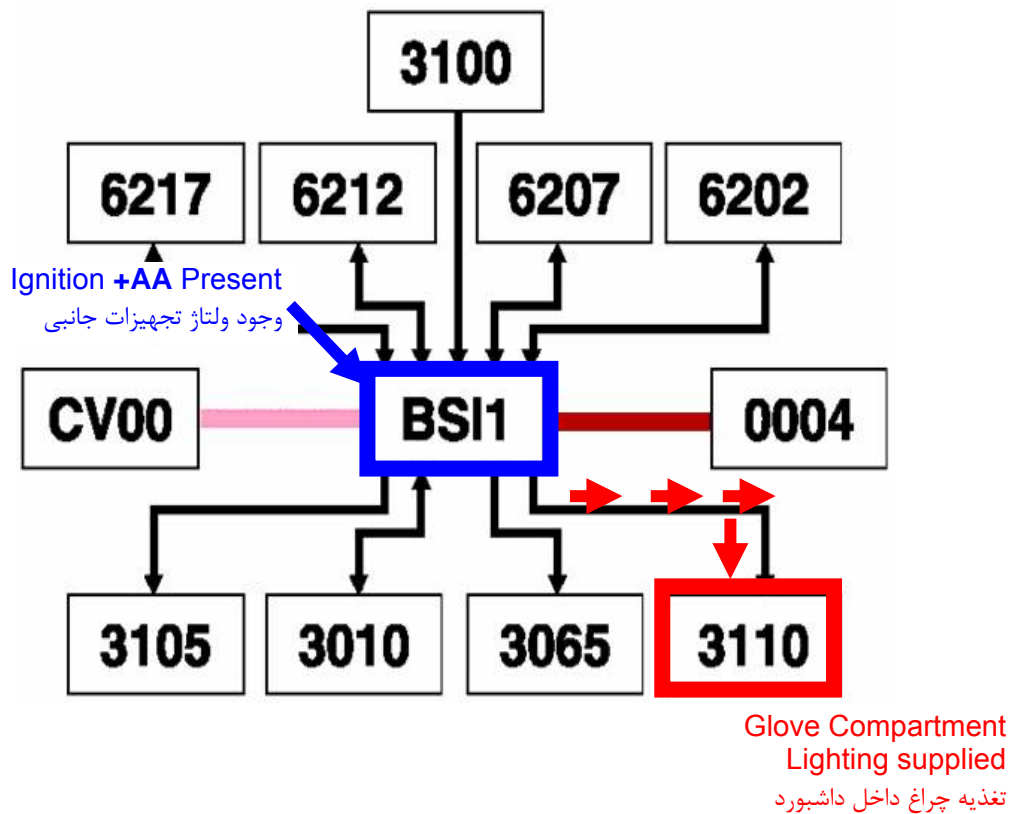 3100
6217 6212 6207 6202
Ignition +AA Present
وجود ولتاژ تجهیزات جانبی
CV00 BSI1 0004
3105 3010 3065 3110
Glove Compartment
Lighting supplied
تغذیه چراغ داخل داشبورد